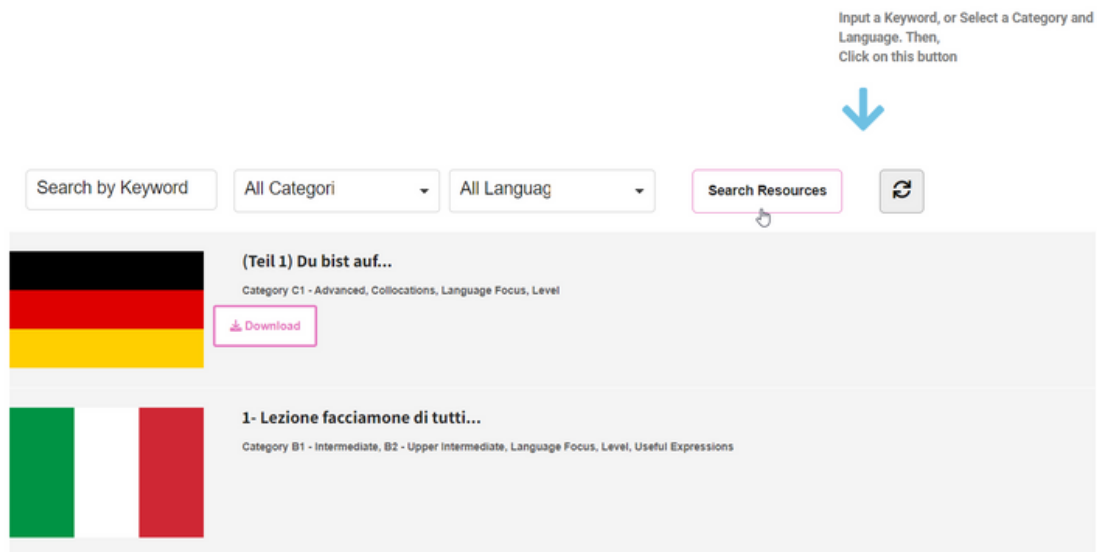 Input a Keyword, or Select a Category and
Language. Then,
Click on this button
Search by Keyword
All Categori
All Languag
Search Resources
(Teil 1) Du bist auf...
Category C1 - Advanced, Collocations, Language Focus, Level
Download
1- Lezione facciamone di tutti...
Category B1 - Intermediate, B2 - Upper Intermediate, Language Focus, Level, Useful Expressions